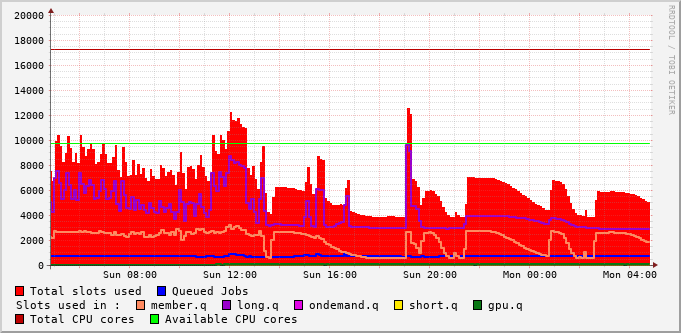 20000
18000
16000
14000
12000
10000
8000
6000
4000
2000
0
Sun 08:00 Sun 12:00 Sun 16:00 Sun 20:00 Mon 00:00 Mon 04:00
Total slots used Queued Jobs
Slots used in : member.q long.q ondemand.q short.q gpu.q
Total CPU cores Available CPU cores
RRDTOOL / TOBI OETIKER